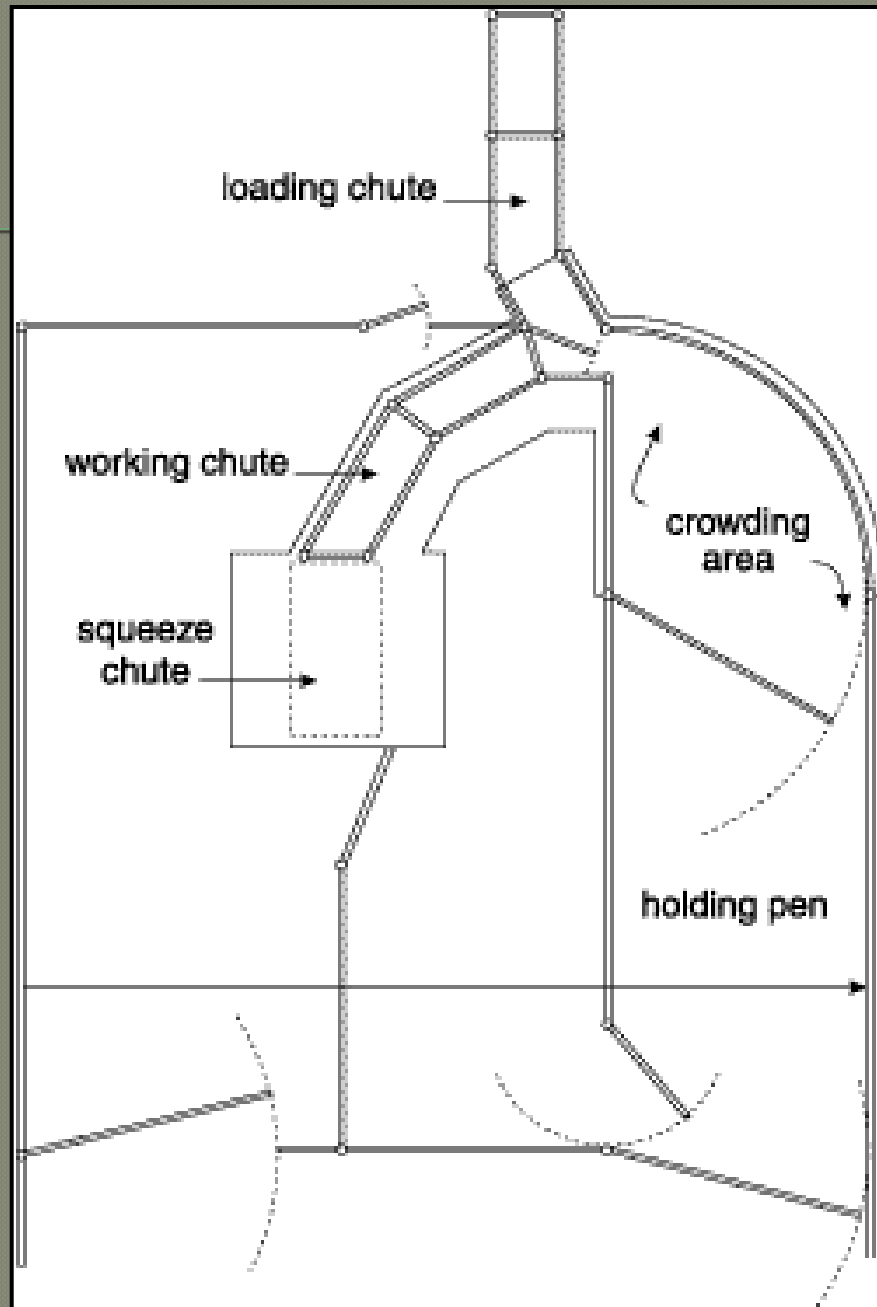 loading chute
working chute
crowding
area
squeeze
chute
holding pen